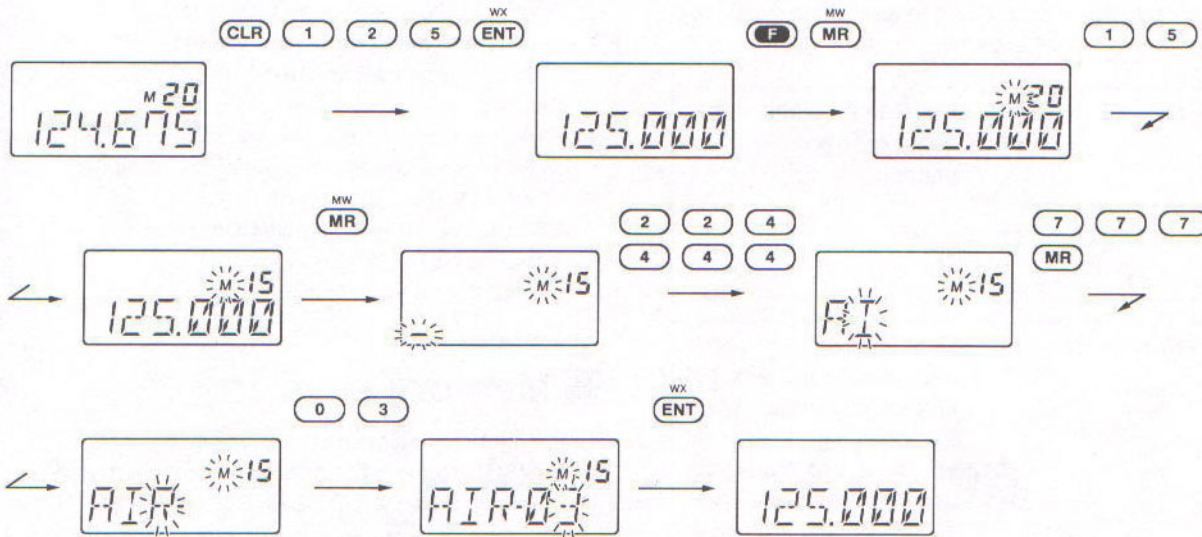 WX MW
CLR 1 2 5 ENT F MR 1 5
M 20 M 20
124.675 125.000 125.000
MW
MR 2 2 4 7 7 7
4 4 4 MR
M 15 M 15 M 15
125.000 _ AI
WX
0 3 ENT
M 15 M 15
AIR AIR-03 125.000